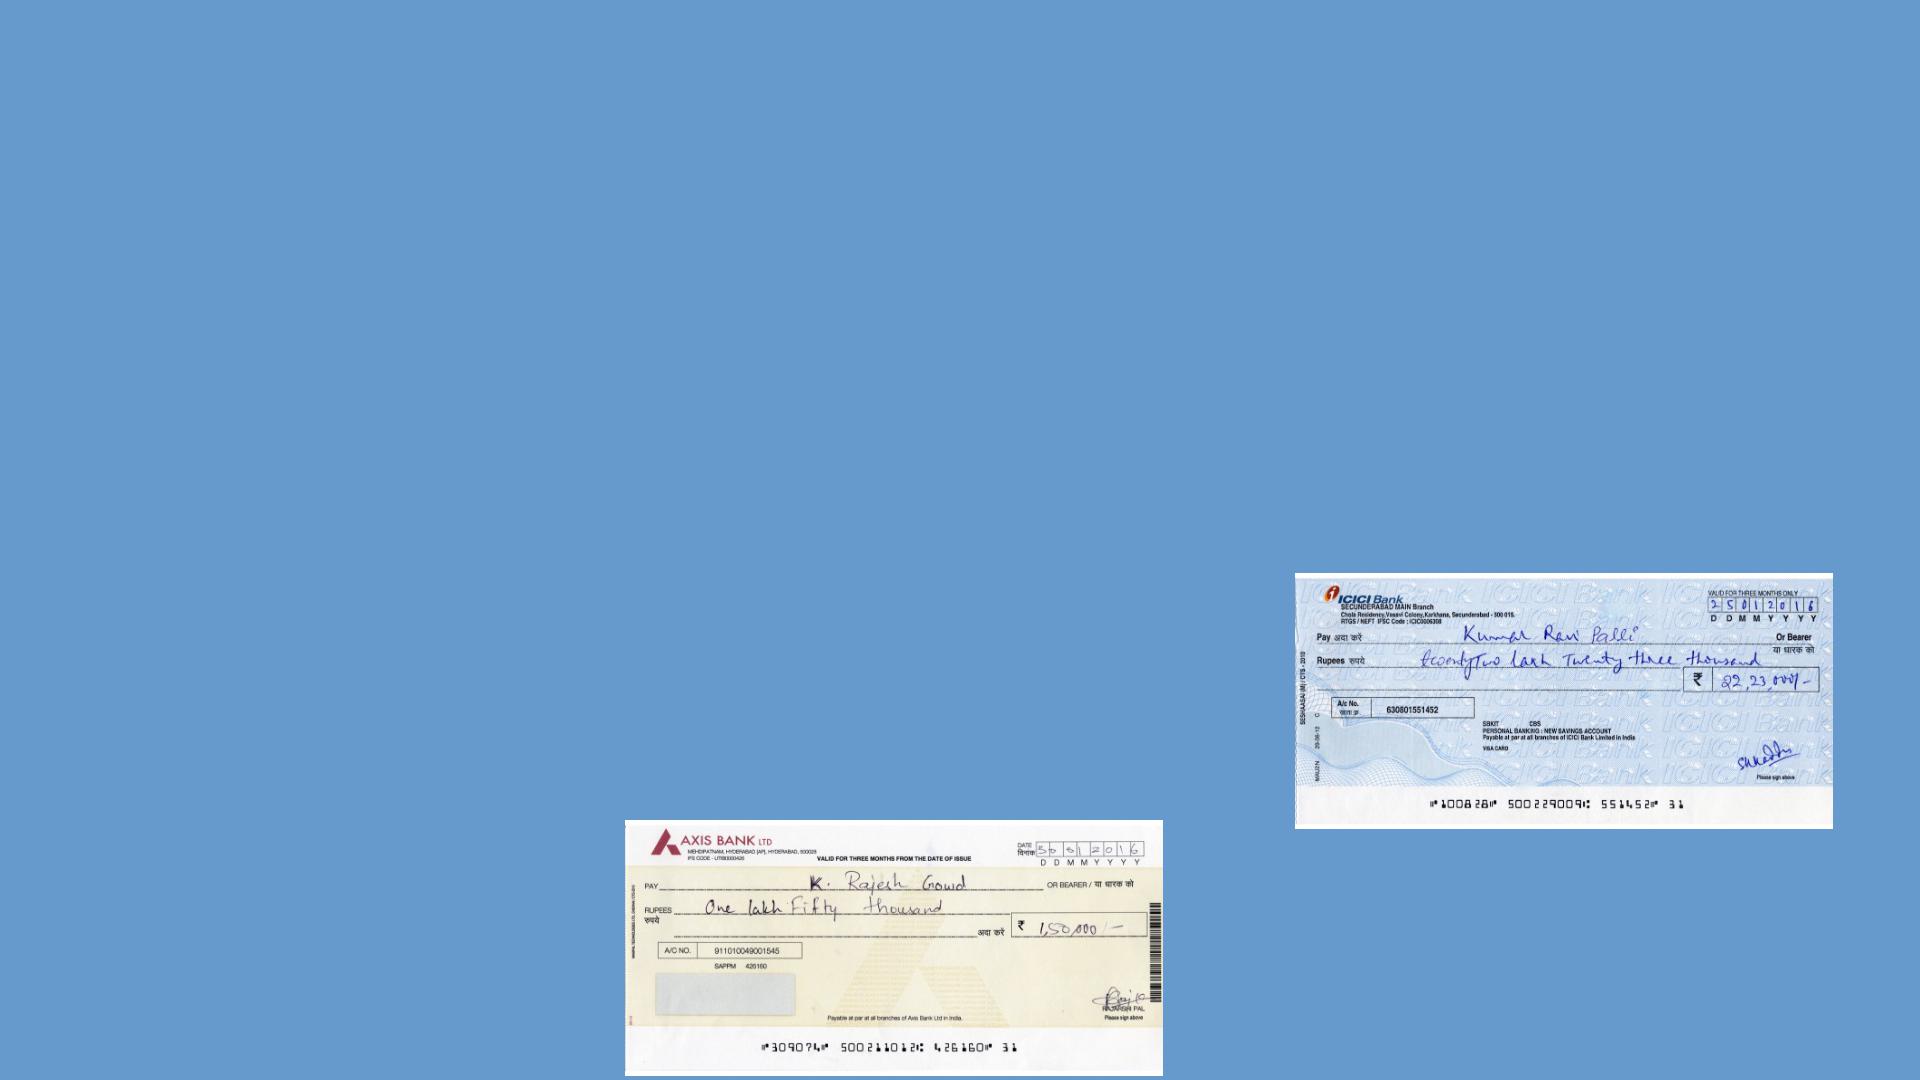 ICICI Bank
SECUNDERABAD MAIN Branch
Chola Residency, Vasavi Colony, Karkhana, Secunderabad - 500 015.
RTGS / NEFT IFSC Code : ICIC0006308
VALID FOR THREE MONTHS ONLY
2 5 0 1 2 0 1 6
D D M M Y Y Y Y
Pay अदा करें Kumar Ravi Palli Or Bearer
या धारक को
Rupees रुपये twentyTwo lakh Twenty three thousand
₹ 22,23,000/-
A/c No. 630801551452
SBKIT CBS
PERSONAL BANKING : NEW SAVINGS ACCOUNT
Payable at par at all branches of ICICI Bank Limited in India
VISA CARD
Please sign above
⑈100828⑈ 500229009⑆ 551452⑈ 31
AXIS BANK LTD
MEHDIPATNAM, HYDERABAD [AP], HYDERABAD, 500028
IFS CODE - UTIB0000426
VALID FOR THREE MONTHS FROM THE DATE OF ISSUE
DATE
दिनांक 2 0 1 6
D D M M Y Y Y Y
PAY K. Rajesh Gowd OR BEARER / या धारक को
RUPEES One lakh Fifty thousand
रुपये
अदा करें ₹ 1,50,000/-
A/C NO. 911010049001545
SAPPM 426160
RAJARSHI PAL
Payable at par at all branches of Axis Bank Ltd in India.
Please sign above
⑈309074⑈ 500211012⑆ 426160⑈ 31